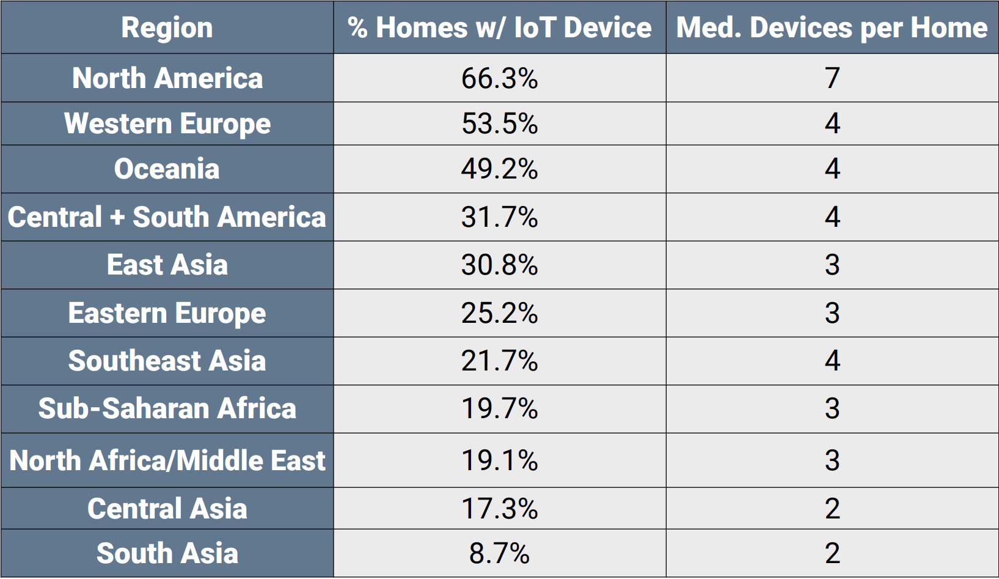 Region % Homes w/ IoT Device Med. Devices per Home
North America 66.3% 7
Western Europe 53.5% 4
Oceania 49.2% 4
Central + South America 31.7% 4
East Asia 30.8% 3
Eastern Europe 25.2% 3
Southeast Asia 21.7% 4
Sub-Saharan Africa 19.7% 3
North Africa/Middle East 19.1% 3
Central Asia 17.3% 2
South Asia 8.7% 2